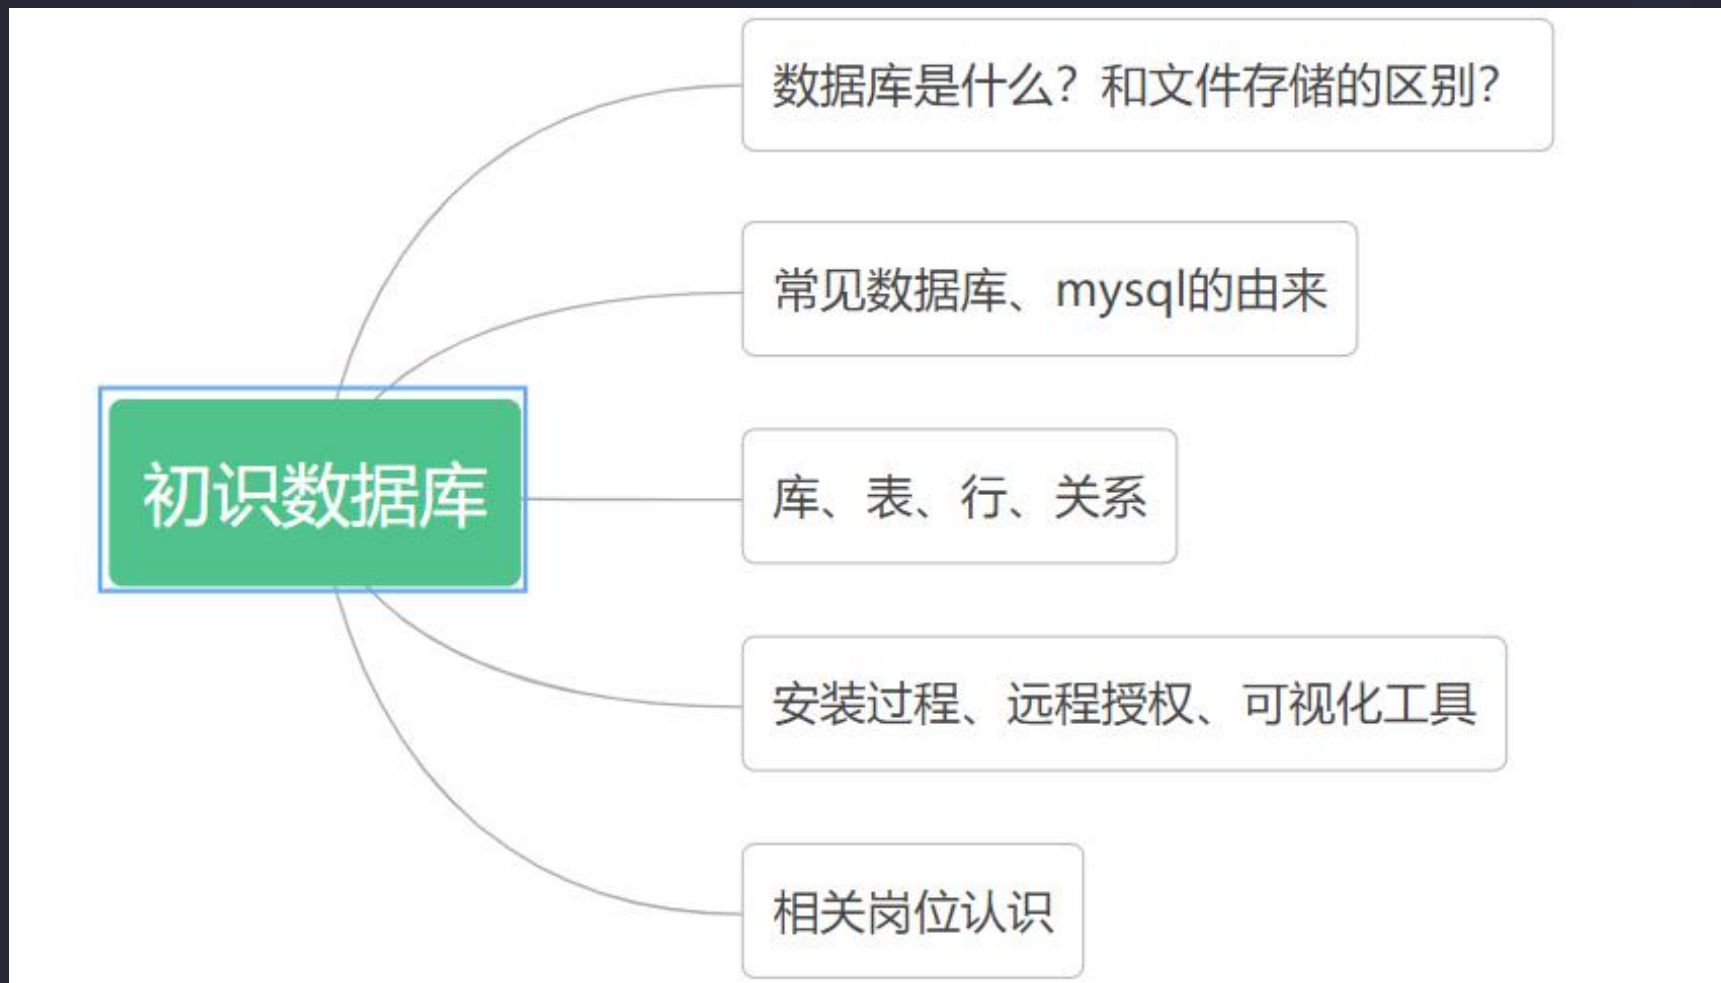 数据库是什么？和文件存储的区别？
常见数据库、mysql的由来
初识数据库
库、表、行、关系
安装过程、远程授权、可视化工具
相关岗位认识